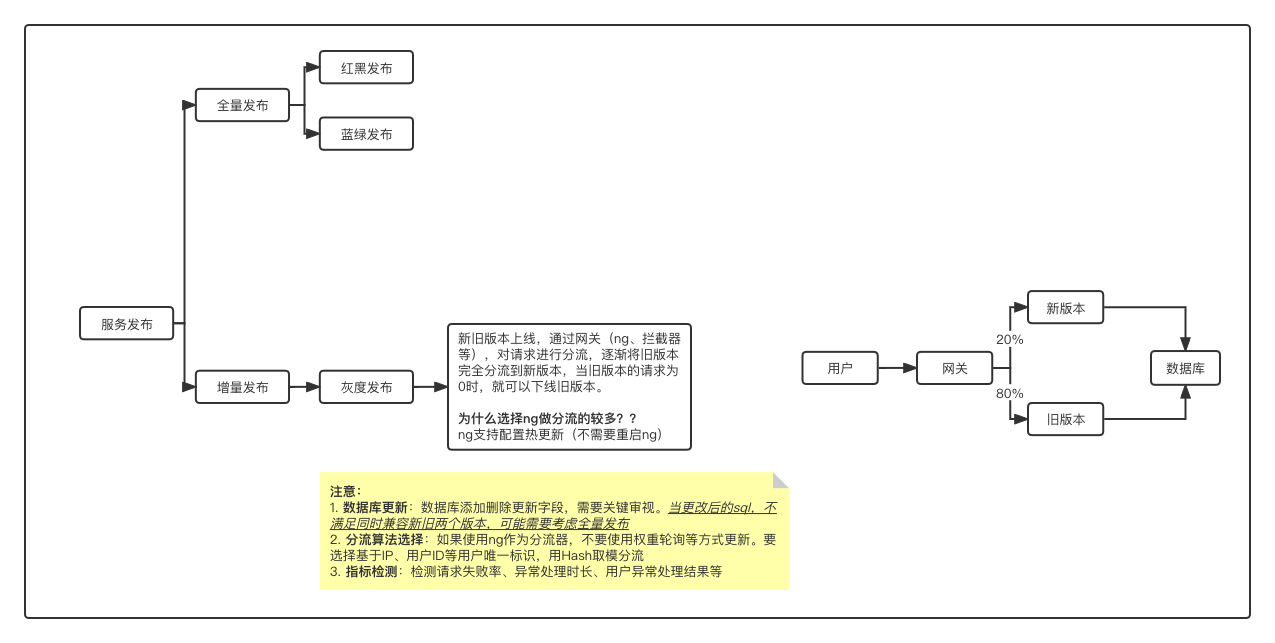 红黑发布
全量发布
蓝绿发布
服务发布
增量发布
灰度发布
新旧版本上线，通过网关（ng、拦截器
等），对请求进行分流，逐渐将旧版本
完全分流到新版本，当旧版本的请求为
0时，就可以下线旧版本。
为什么选择ng做分流的较多？？
ng支持配置热更新（不需要重启ng）
用户
网关
20%
80%
新版本
旧版本
数据库
注意：
1. 数据库更新：数据库添加删除更新字段，需要关键审视。当更改后的sql，不
满足同时兼容新旧两个版本，可能需要考虑全量发布
2. 分流算法选择：如果使用ng作为分流器，不要使用权重轮询等方式更新。要
选择基于IP、用户ID等用户唯一标识，用Hash取模分流
3. 指标检测：检测请求失败率、异常处理时长、用户异常处理结果等